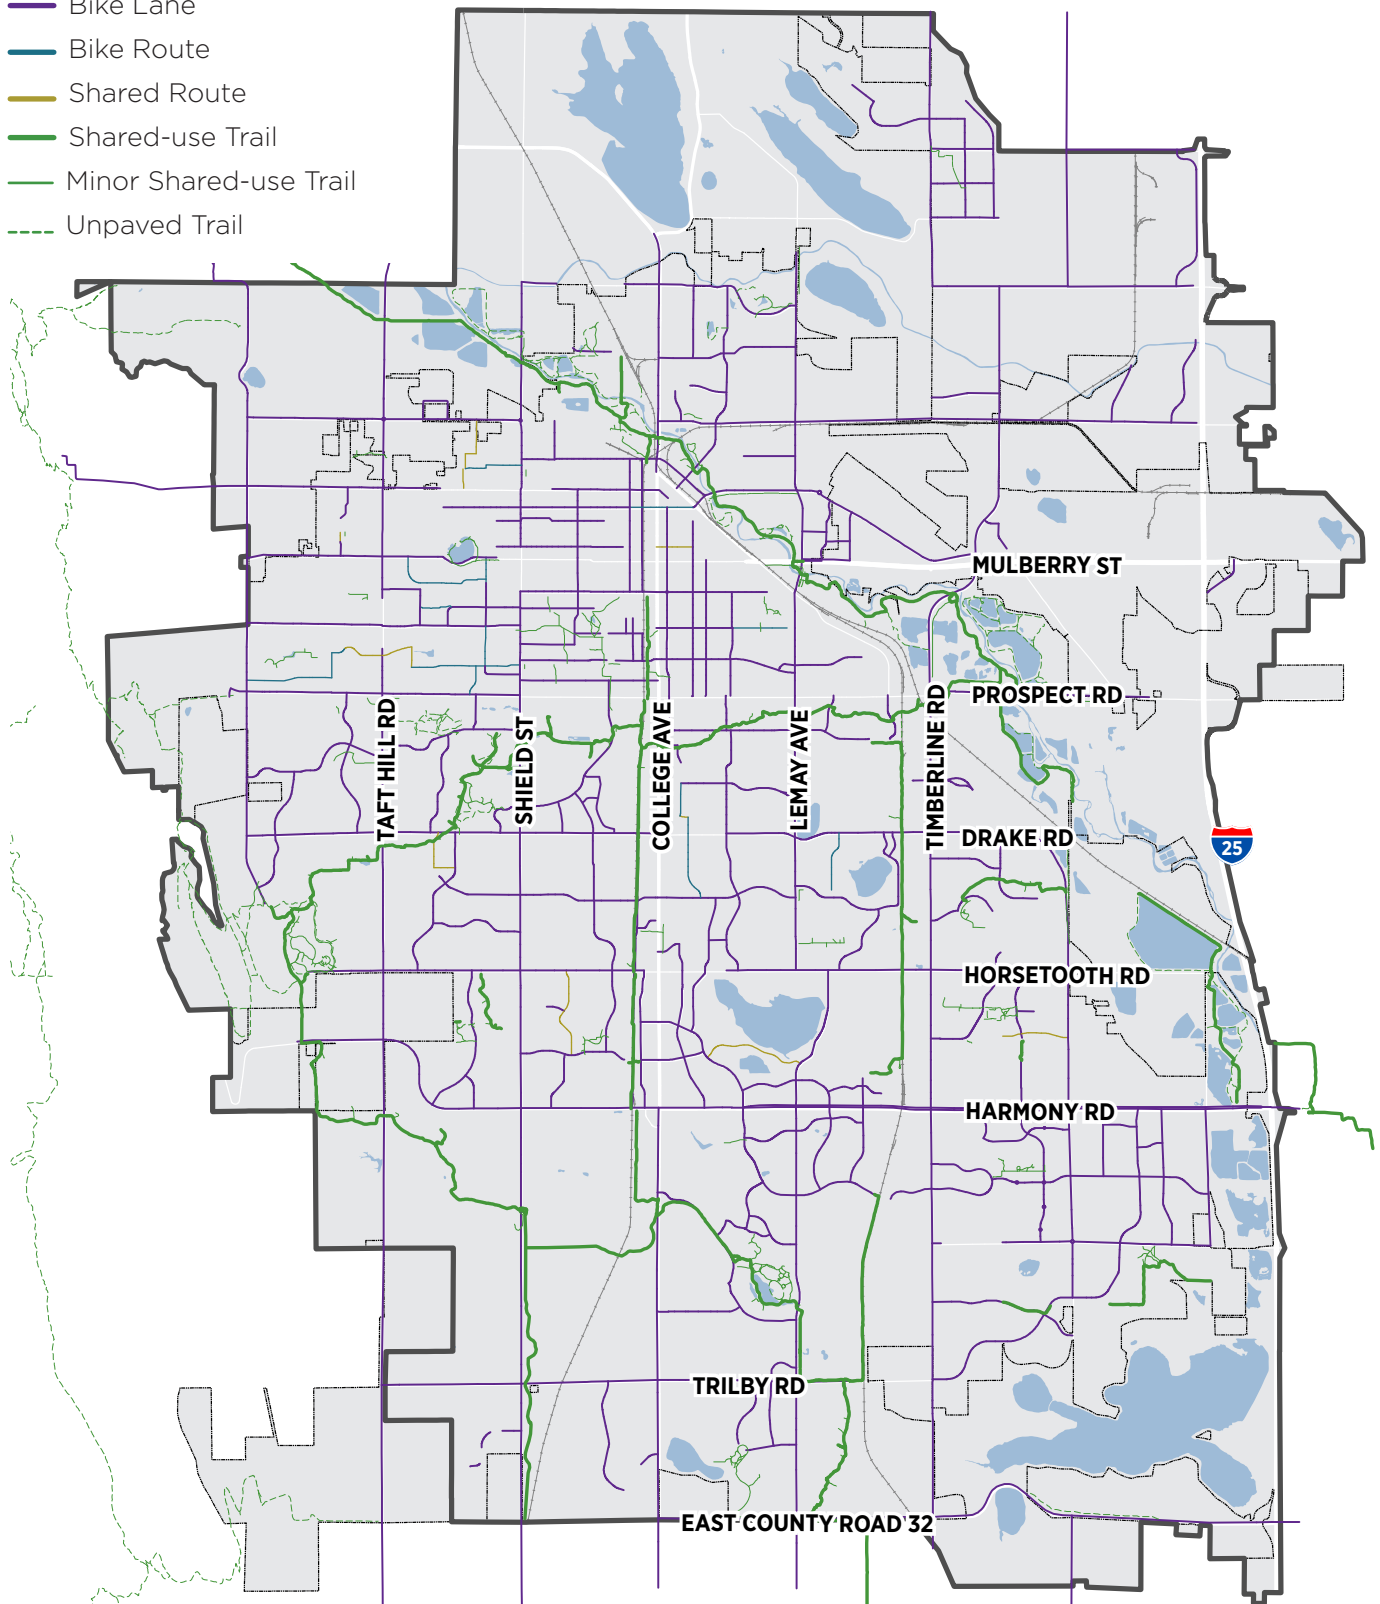 Bike Lane
Bike Route
Shared Route
Shared-use Trail
Minor Shared-use Trail
Unpaved Trail
MULBERRY ST
PROSPECT RD
TAFT HILL RD
SHIELD ST
COLLEGE AVE
LEMAY AVE
TIMBERLINE RD
DRAKE RD
25
HORSETOOTH RD
HARMONY RD
TRILBY RD
EAST COUNTY ROAD 32